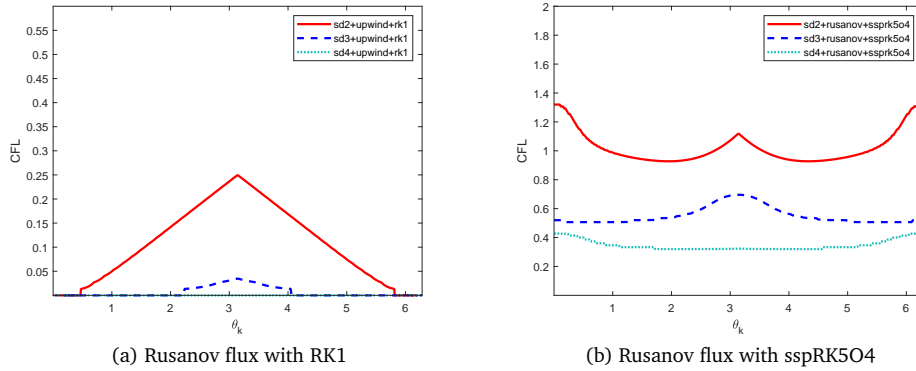 0.6
0.55
0.5
0.45
0.4
0.35
0.3
0.25
0.2
0.15
0.1
0.05
CFL
1 2 3 4 5 6
θk
sd2+upwind+rk1
sd3+upwind+rk1
sd4+upwind+rk1
(a) Rusanov flux with RK1
2
1.8
1.6
1.4
1.2
1
0.8
0.6
0.4
0.2
CFL
1 2 3 4 5 6
θk
sd2+rusanov+ssprk5o4
sd3+rusanov+ssprk5o4
sd4+rusanov+ssprk5o4
(b) Rusanov flux with sspRK5O4